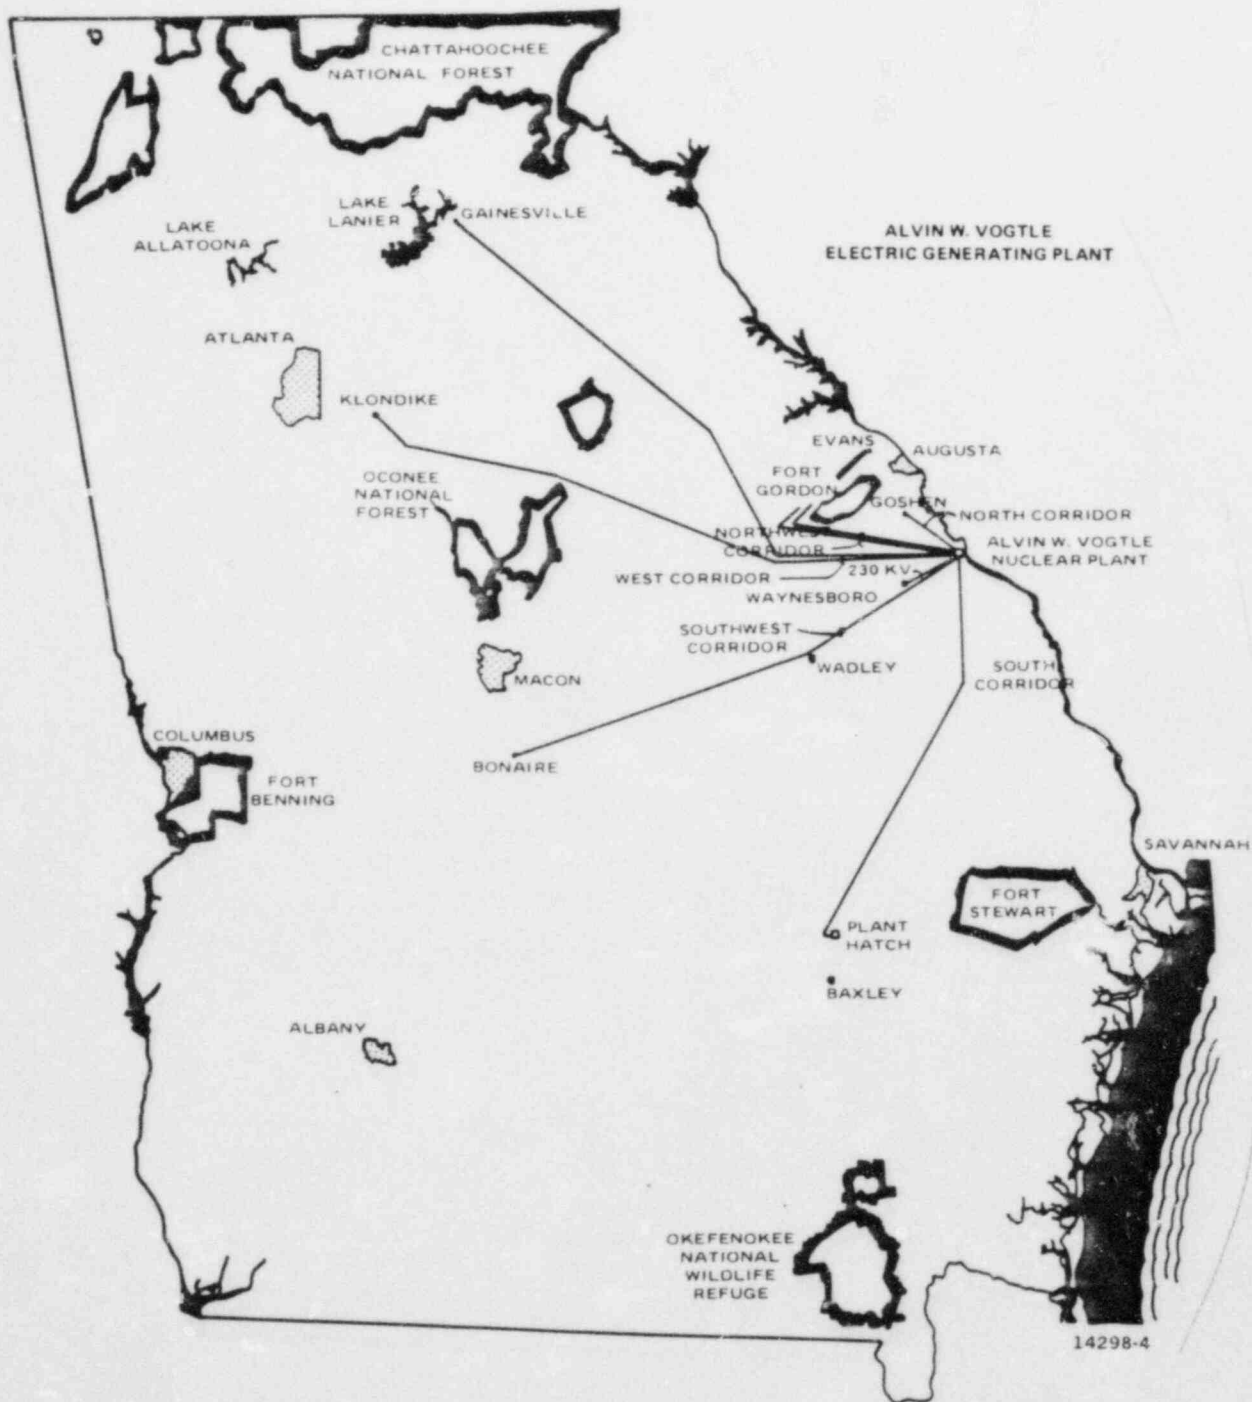 CHATTAHOOCHEE
NATIONAL FOREST
LAKE
LANIER
GAINESVILLE
LAKE
ALLATOONA
ALVIN W. VOGTLE
ELECTRIC GENERATING PLANT
ATLANTA
KLONDIKE
EVANS
AUGUSTA
FORT
GORDON
OCONEE
NATIONAL
FOREST
GOSHEN
NORTH CORRIDOR
NORTHWEST
CORRIDOR
ALVIN W. VOGTLE
NUCLEAR PLANT
WEST CORRIDOR
230 KV
WAYNESBORO
SOUTHWEST
CORRIDOR
WADLEY
SOUTH
CORRIDOR
MACON
COLUMBUS
BONAIRE
FORT
BENNING
SAVANNAH
FORT
STEWART
PLANT
HATCH
BAXLEY
ALBANY
OKEFENOKEE
NATIONAL
WILDLIFE
REFUGE
14298-4